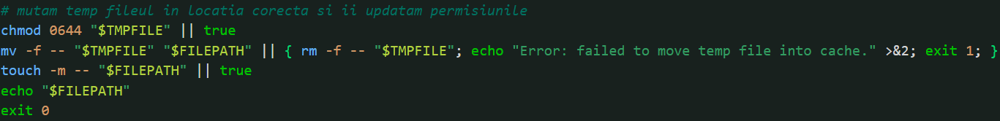 # mutam temp fileul in locatia corecta si ii updatam permisiunile
chmod 0644 "$TMPFILE" || true
mv -f -- "$TMPFILE" "$FILEPATH" || { rm -f -- "$TMPFILE"; echo "Error: failed to move temp file into cache." >&2; exit 1; }
touch -m -- "$FILEPATH" || true
echo "$FILEPATH"
exit 0